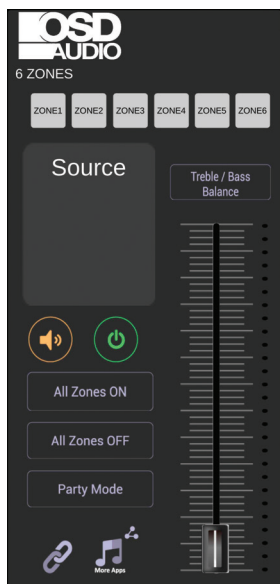 OSD
AUDIO
6 ZONES
ZONE1 ZONE2 ZONE3 ZONE4 ZONE5 ZONE6
Source
Treble / Bass
Balance
All Zones ON
All Zones OFF
Party Mode
More Apps